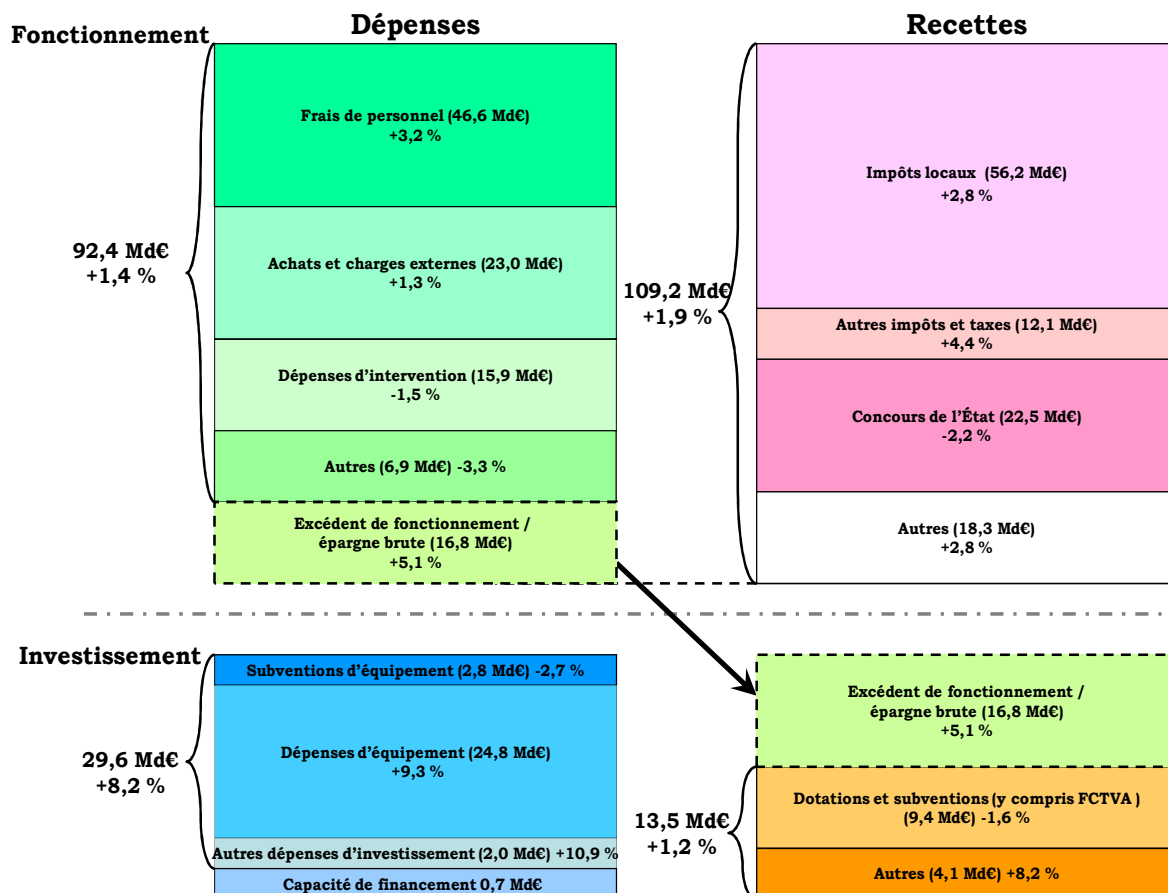 Dépenses
Recettes
Fonctionnement
Frais de personnel (46,6 Md€)
+3,2 %
Achats et charges externes (23,0 Md€)
+1,3 %
Dépenses d’intervention (15,9 Md€)
-1,5 %
Autres (6,9 Md€) -3,3 %
Excédent de fonctionnement /
épargne brute (16,8 Md€)
+5,1 %
92,4 Md€
+1,4 %
Impôts locaux (56,2 Md€)
+2,8 %
Autres impôts et taxes (12,1 Md€)
+4,4 %
Concours de l’État (22,5 Md€)
-2,2 %
Autres (18,3 Md€)
+2,8 %
109,2 Md€
+1,9 %
Investissement
Subventions d’équipement (2,8 Md€) -2,7 %
Dépenses d’équipement (24,8 Md€)
+9,3 %
Autres dépenses d’investissement (2,0 Md€) +10,9 %
Capacité de financement 0,7 Md€
29,6 Md€
+8,2 %
Excédent de fonctionnement /
épargne brute (16,8 Md€)
+5,1 %
Dotations et subventions (y compris FCTVA )
(9,4 Md€) -1,6 %
Autres (4,1 Md€) +8,2 %
13,5 Md€
+1,2 %